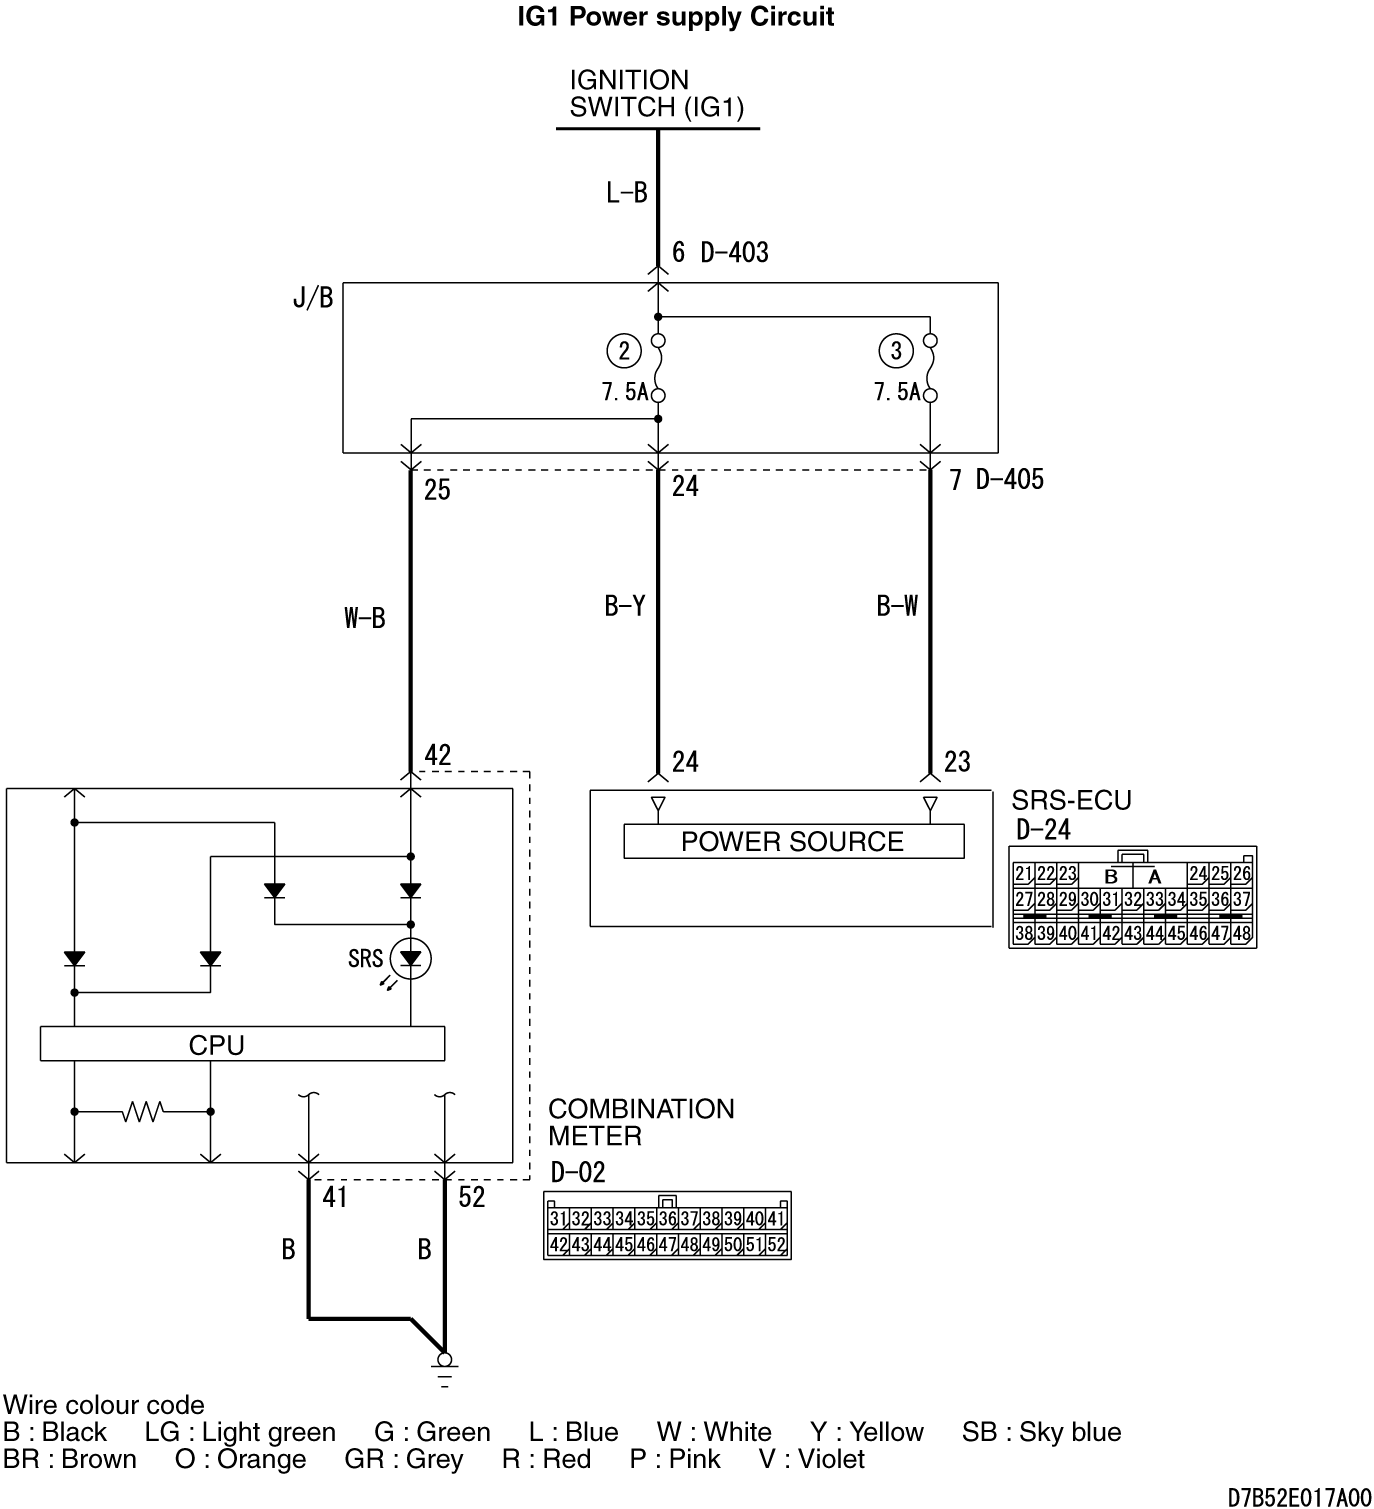 IG1 Power supply Circuit
IGNITION
SWITCH (IG1)
L-B
6 D-403
J/B
2
3
7.5A
7.5A
25
24
7 D-405
W-B
B-Y
B-W
42
24
23
SRS-ECU
D-24
POWER SOURCE
21 22 23 B A 24 25 26
27 28 29 30 31 32 33 34 35 36 37
38 39 40 41 42 43 44 45 46 47 48
SRS
CPU
COMBINATION
METER
D-02
41
52
31 32 33 34 35 36 37 38 39 40 41
42 43 44 45 46 47 48 49 50 51 52
B
B
Wire colour code
B : Black LG : Light green G : Green L : Blue W : White Y : Yellow SB : Sky blue
BR : Brown O : Orange GR : Grey R : Red P : Pink V : Violet
D7B52E017A00